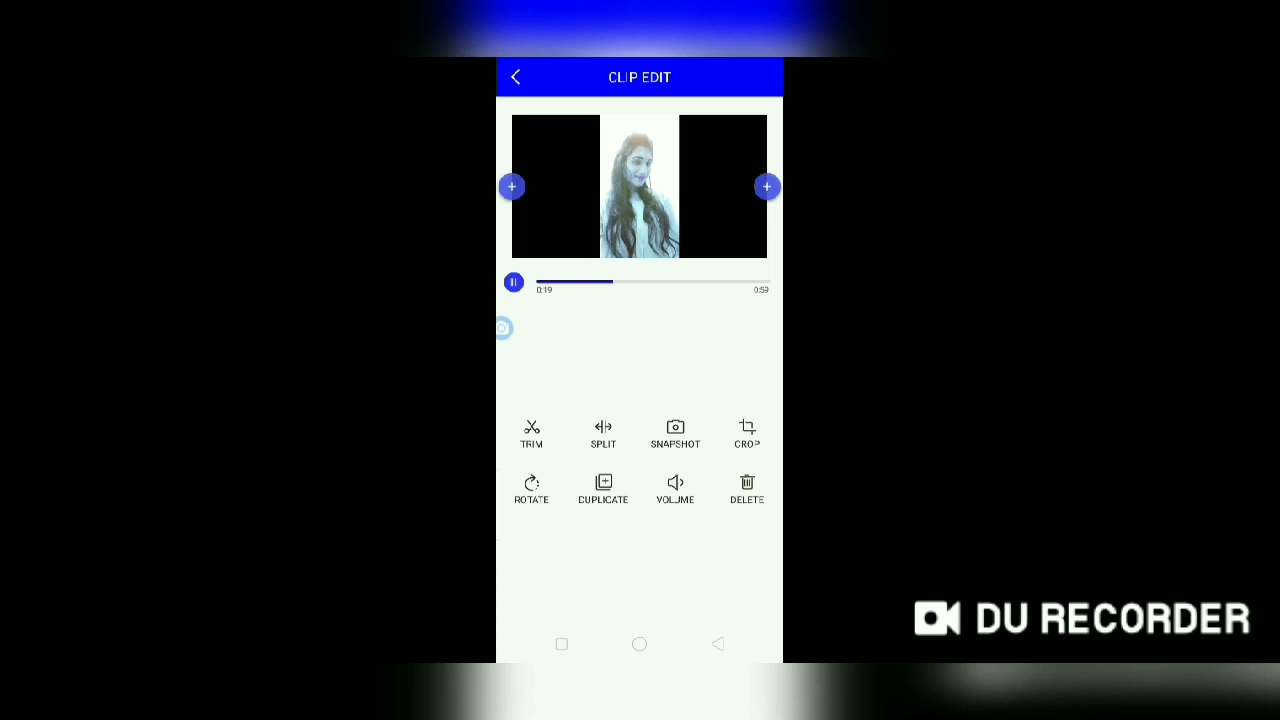 CLIP EDIT
0:19
0:59
TRIM
SPLIT
SNAPSHOT
CROP
ROTATE
DUPLICATE
VOLUME
DELETE
DU RECORDER